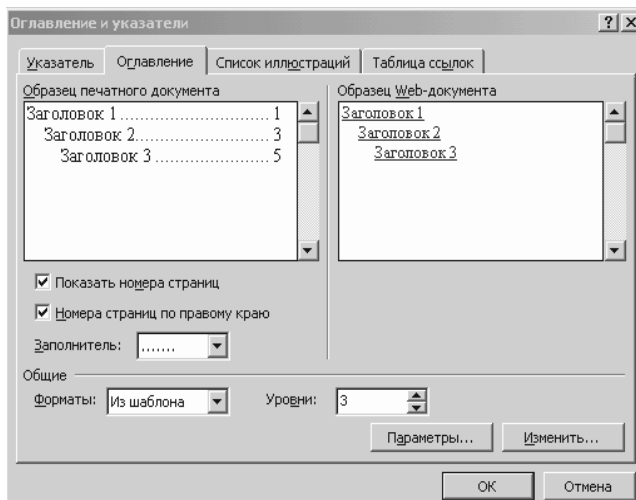 Оглавление и указатели
Указатель Оглавление Список иллюстраций Таблица ссылок
Образец печатного документа Образец Web-документа
Заголовок 1 ............................ 1 Заголовок 1
Заголовок 2........................ 3 Заголовок 2
Заголовок 3 .................... 5 Заголовок 3
Показать номера страниц
Номера страниц по правому краю
Заполнитель: .......
Общие
Форматы: Из шаблона Уровни: 3
Параметры... Изменить...
ОК Отмена